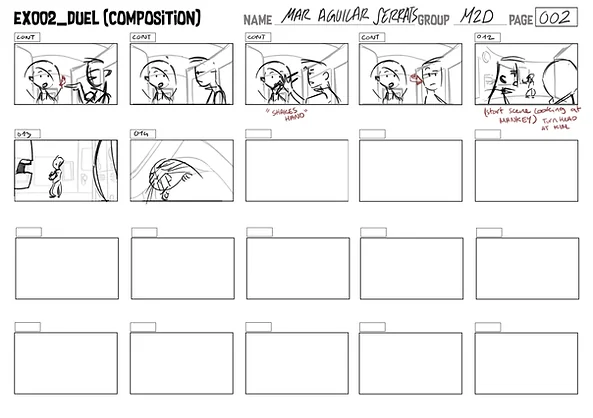 EX002_DUEL (COMPOSITION) NAME MAR AGUILAR SERRATS GROUP M2D PAGE 002
CONT CONT CONT CONT 012
"SHAKES HAND"
(start scene looking at MONKEY) TURN HEAD AT HIM
013 014